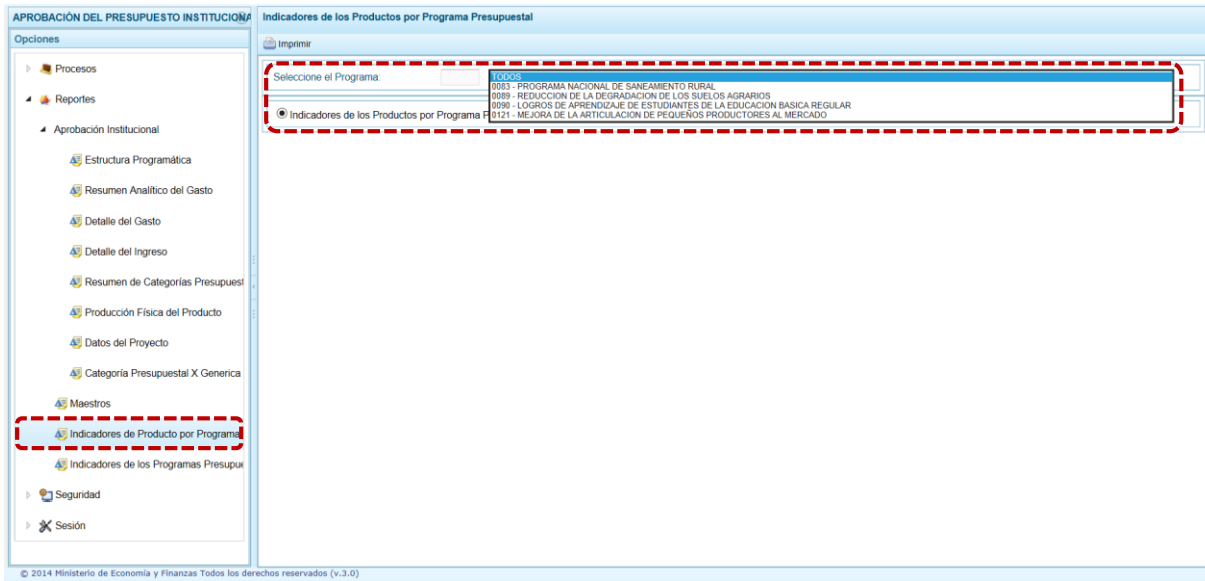 APROBACIÓN DEL PRESUPUESTO INSTITUCIONA
Opciones
Procesos
Reportes
Aprobación Institucional
Estructura Programática
Resumen Analítico del Gasto
Detalle del Gasto
Detalle del Ingreso
Resumen de Categorías Presupuest
Producción Física del Producto
Datos del Proyecto
Categoría Presupuestal X Generica
Maestros
Indicadores de Producto por Programa
Indicadores de los Programas Presupue
Seguridad
Sesión
Indicadores de los Productos por Programa Presupuestal
Imprimir
Seleccione el Programa:
TODOS
0083 - PROGRAMA NACIONAL DE SANEAMIENTO RURAL
0089 - REDUCCION DE LA DEGRADACION DE LOS SUELOS AGRARIOS
0090 - LOGROS DE APRENDIZAJE DE ESTUDIANTES DE LA EDUCACION BASICA REGULAR
0121 - MEJORA DE LA ARTICULACION DE PEQUEÑOS PRODUCTORES AL MERCADO
Indicadores de los Productos por Programa P
© 2014 Ministerio de Economía y Finanzas Todos los derechos reservados (v.3.0)